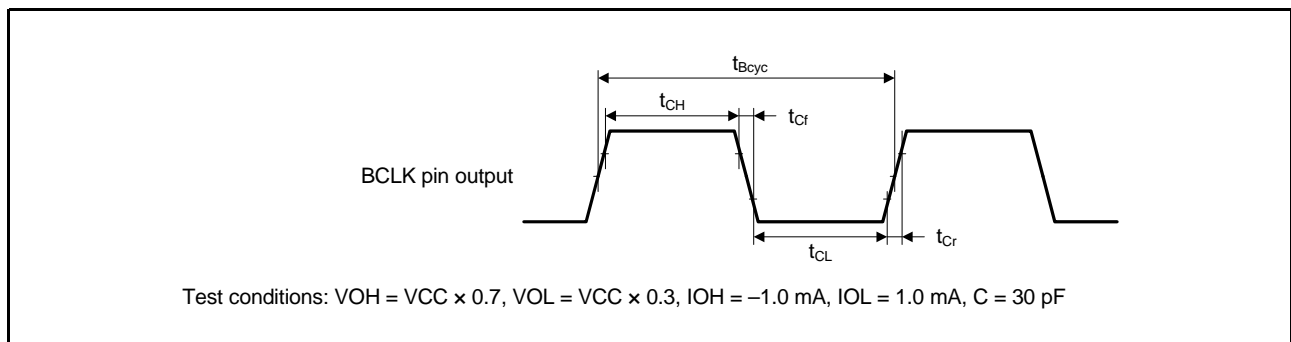 tBcyc
tCH
tCf
BCLK pin output
tCL
tCr
Test conditions: VOH = VCC × 0.7, VOL = VCC × 0.3, IOH = –1.0 mA, IOL = 1.0 mA, C = 30 pF